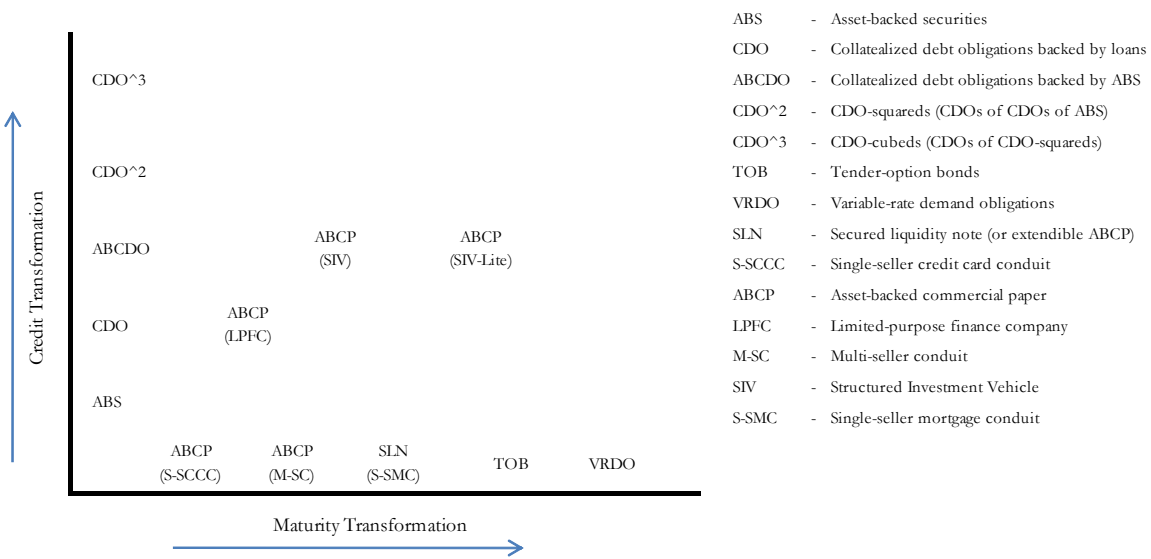 CDO^3
CDO^2
ABCDO
ABCP
(SIV)
ABCP
(SIV-Lite)
CDO
ABCP
(LPFC)
ABS
ABCP
(S-SCCC)
ABCP
(M-SC)
SLN
(S-SMC)
TOB
VRDO
Credit Transformation
Maturity Transformation
ABS - Asset-backed securities
CDO - Collatealized debt obligations backed by loans
ABCDO - Collatealized debt obligations backed by ABS
CDO^2 - CDO-squareds (CDOs of CDOs of ABS)
CDO^3 - CDO-cubeds (CDOs of CDO-squareds)
TOB - Tender-option bonds
VRDO - Variable-rate demand obligations
SLN - Secured liquidity note (or extendible ABCP)
S-SCCC - Single-seller credit card conduit
ABCP - Asset-backed commercial paper
LPFC - Limited-purpose finance company
M-SC - Multi-seller conduit
SIV - Structured Investment Vehicle
S-SMC - Single-seller mortgage conduit